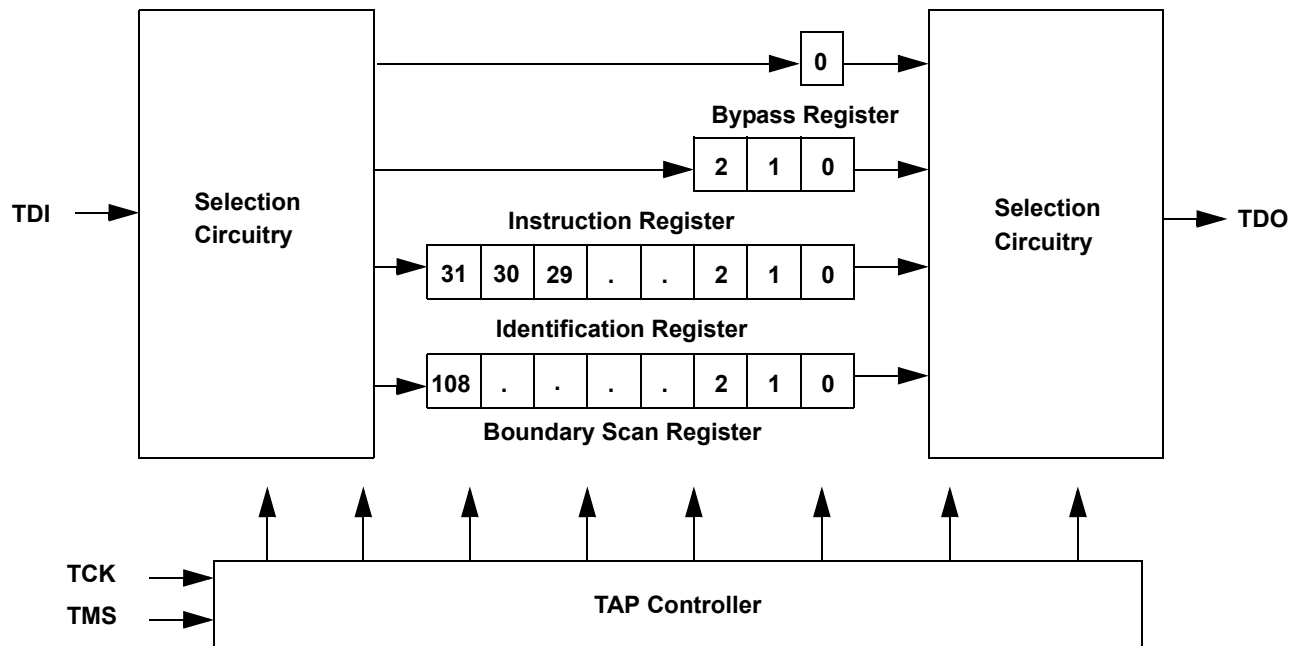 0
Bypass Register
2 1 0
TDI
Selection
Circuitry
Selection
Circuitry
TDO
Instruction Register
31 30 29 . . 2 1 0
Identification Register
108 . . . . 2 1 0
Boundary Scan Register
TCK
TMS
TAP Controller